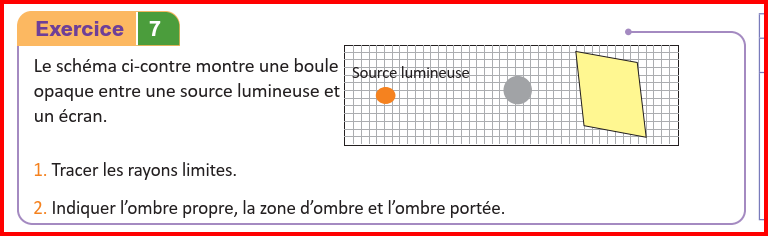 Exercice 7
Le schéma ci-contre montre une boule
opaque entre une source lumineuse et
un écran.
Source lumineuse
1. Tracer les rayons limites.
2. Indiquer l’ombre propre, la zone d’ombre et l’ombre portée.